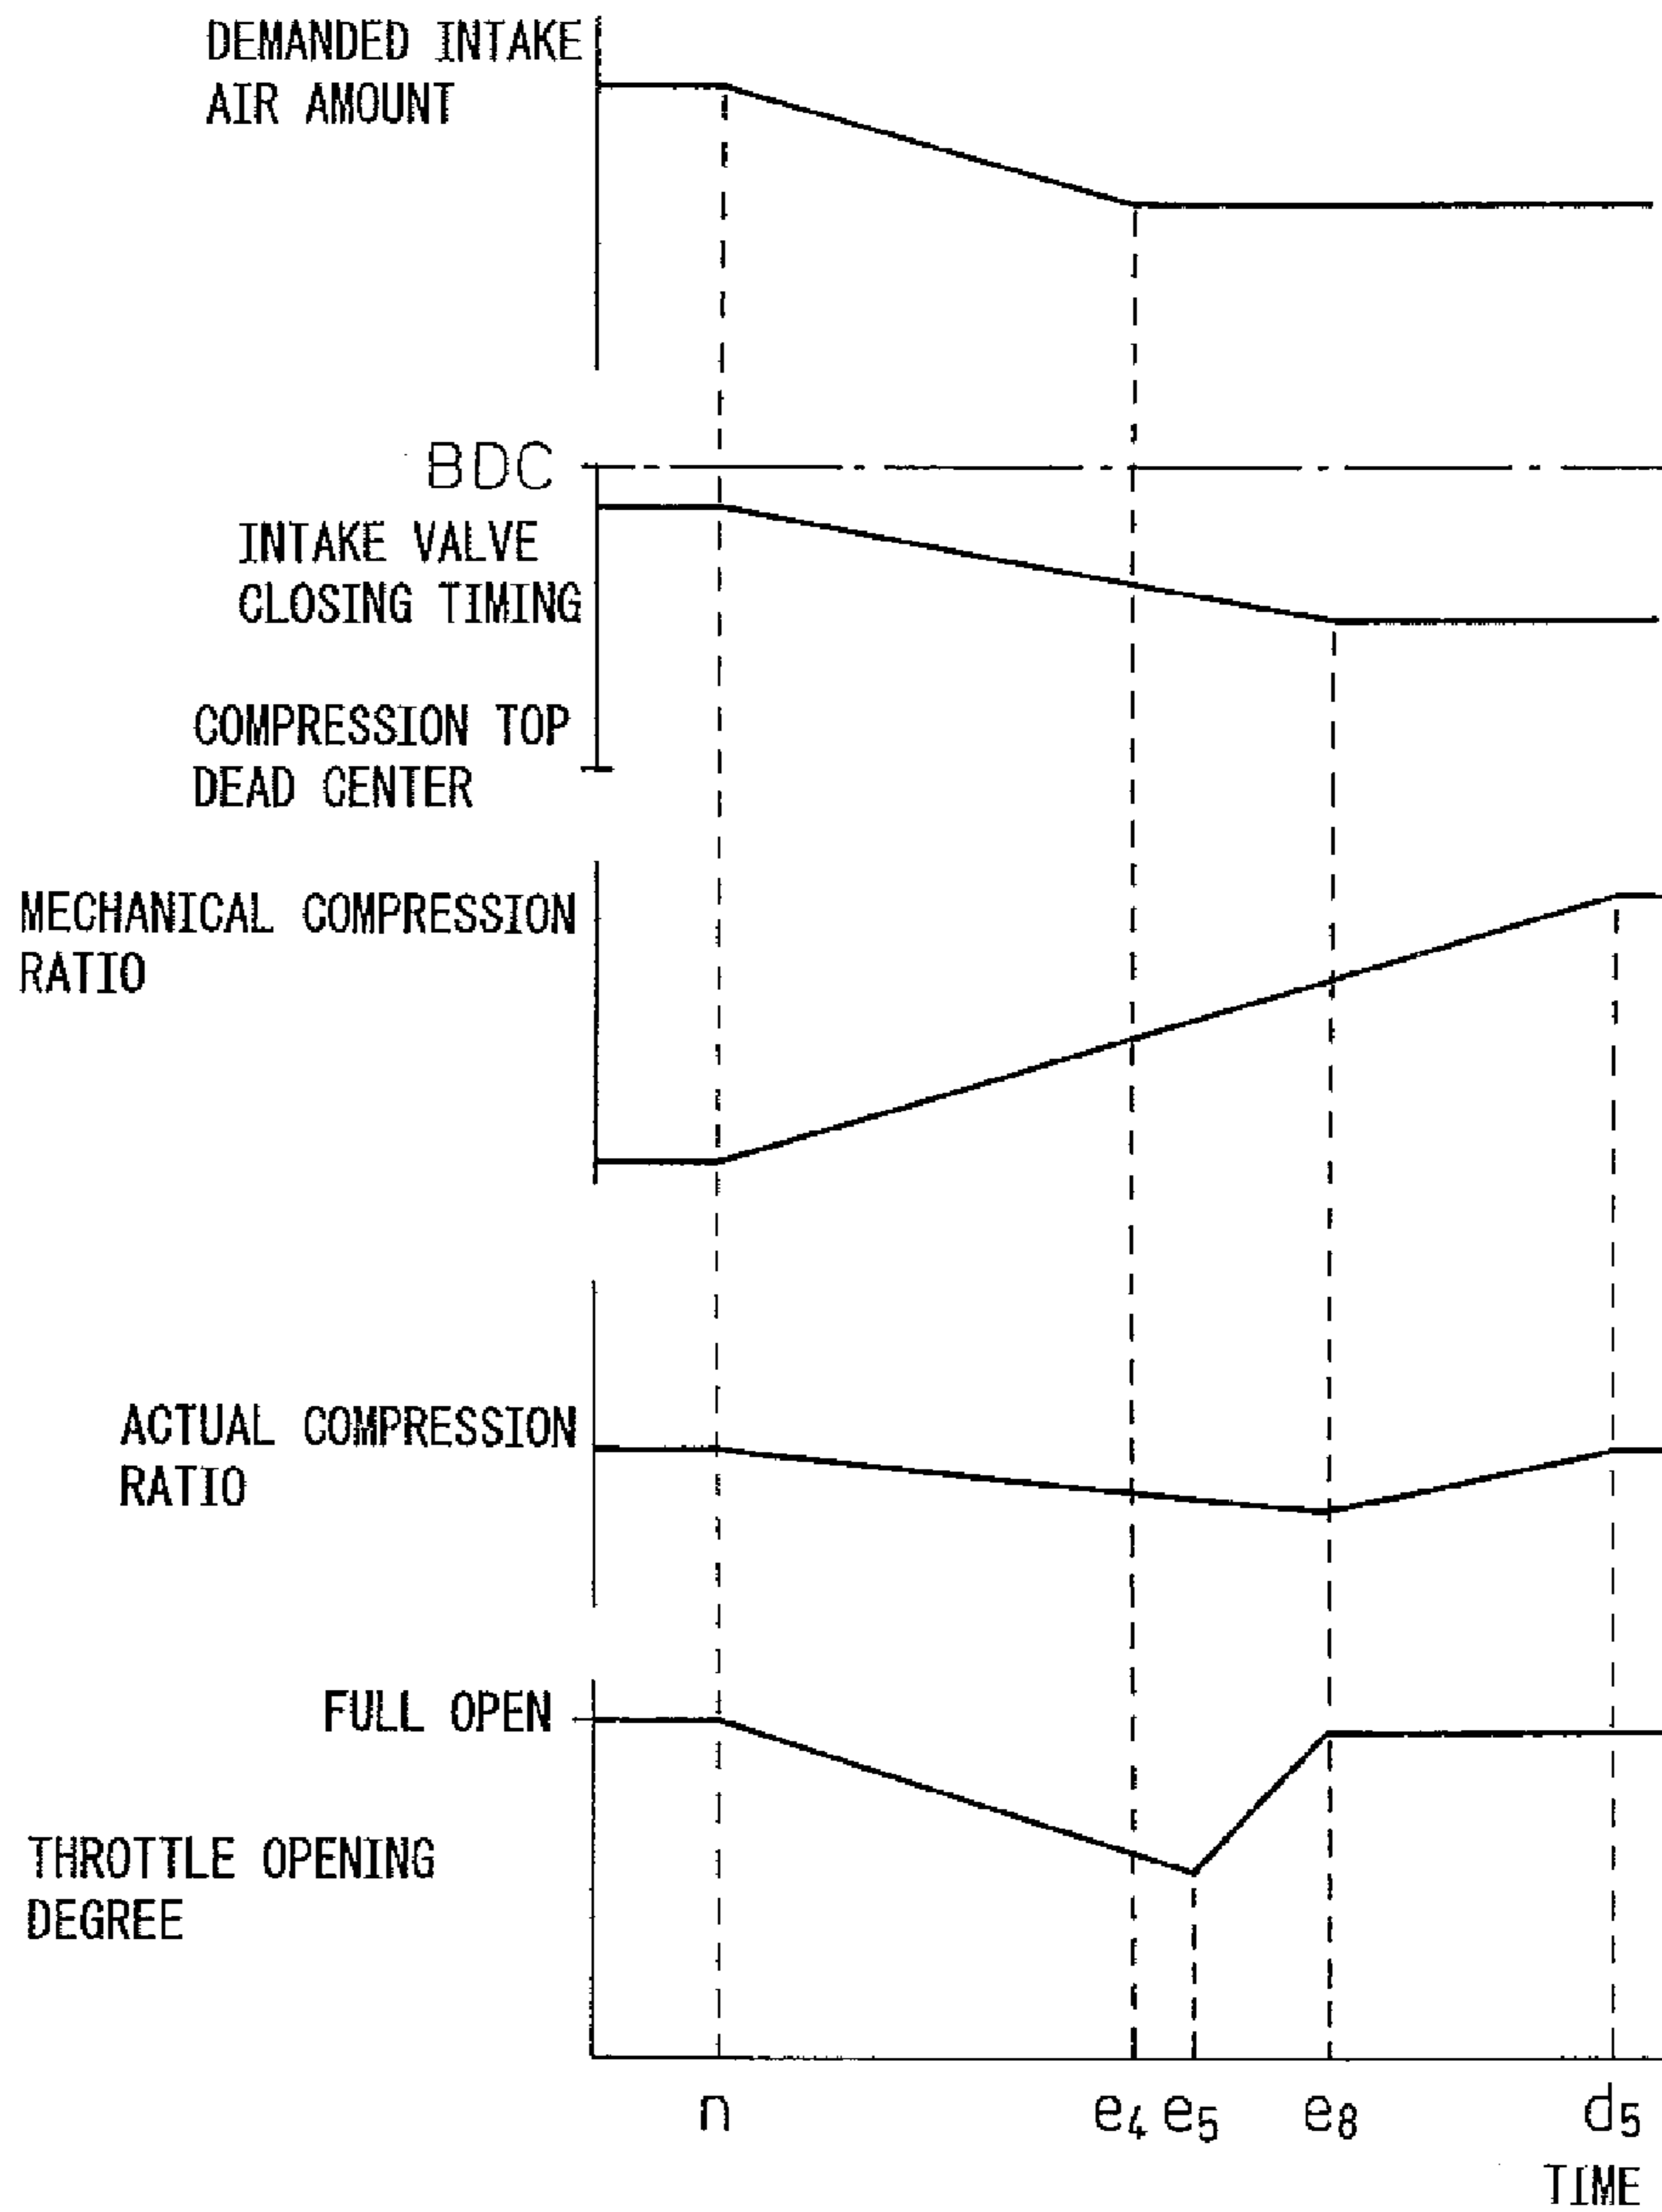 DEMANDED INTAKE
AIR AMOUNT
BDC
INTAKE VALVE
CLOSING TIMING
COMPRESSION TOP
DEAD CENTER
MECHANICAL COMPRESSION
RATIO
ACTUAL COMPRESSION
RATIO
FULL OPEN
THROTTLE OPENING
DEGREE
n e4 e5 e8 d5
TIME